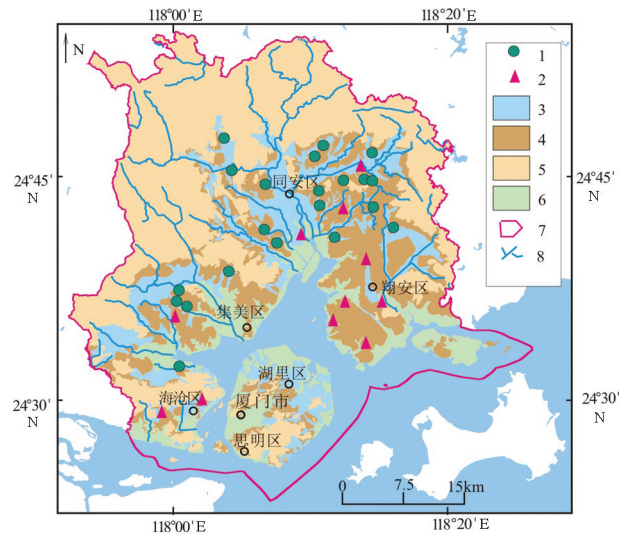 118°00′E 118°20′E
N
1
2
3
4
5
6
7
8
24°45′ 24°45′
N N
同安区
翔安区
集美区
湖里区
海沧区
厦门市
思明区
24°30′ 24°30′
N N
0 7.5 15km
118°00′E 118°20′E